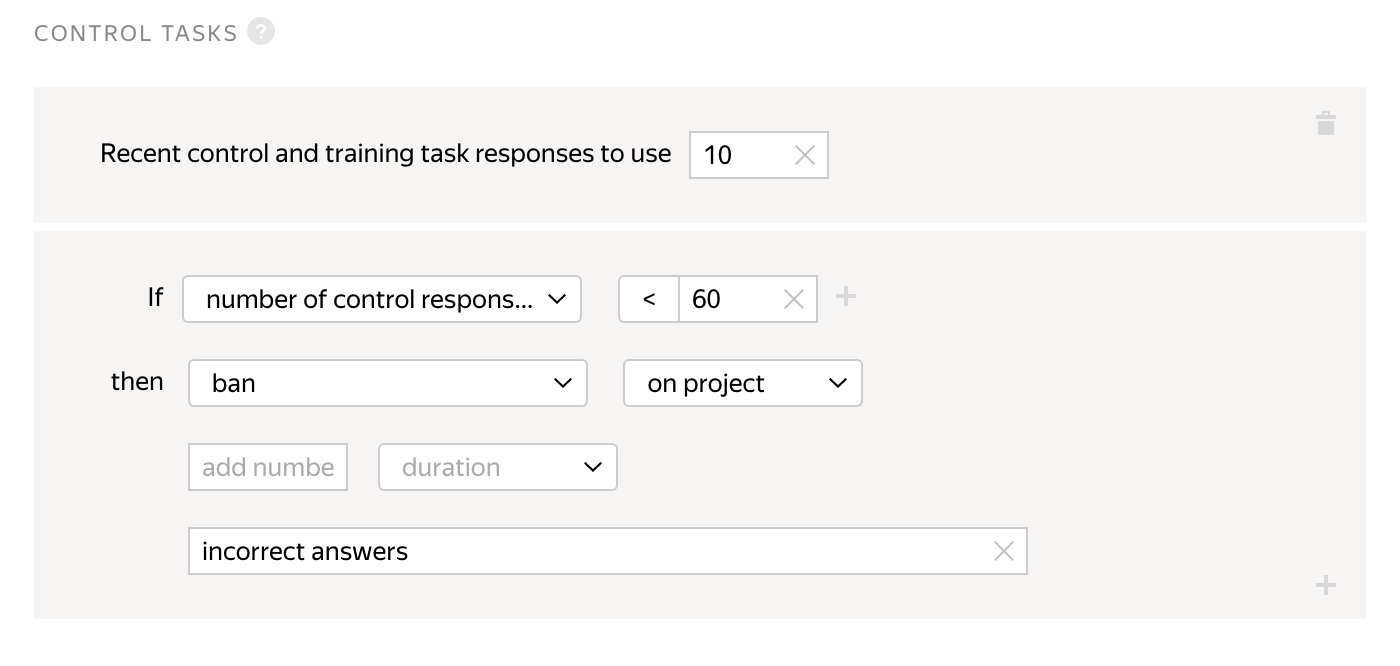 CONTROL TASKS ?
Recent control and training task responses to use 10
If number of control respons... < 60
then ban on project
add numbe duration
incorrect answers